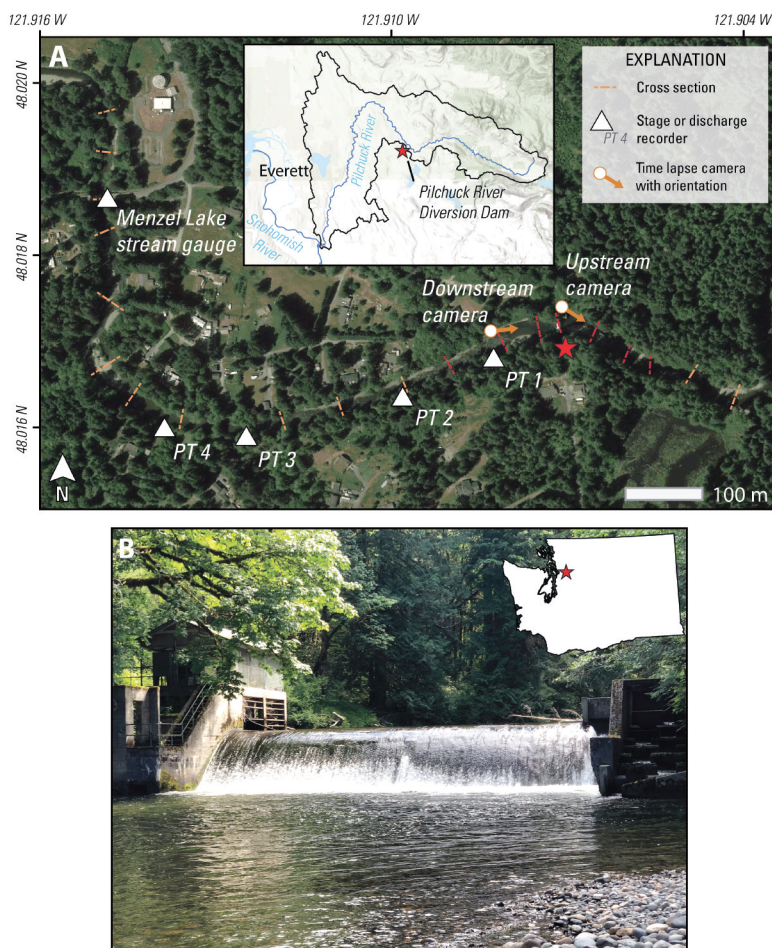 121.916 W
121.910 W
121.904 W
48.020 N
48.018 N
48.016 N
A
Everett
Pilchuck River
Snohomish
River
Pilchuck River
Diversion Dam
EXPLANATION
Cross section
PT 4
Stage or discharge
recorder
Time lapse camera
with orientation
Menzel Lake
stream gauge
Downstream
camera
Upstream
camera
PT 1
PT 2
PT 3
PT 4
N
100 m
B